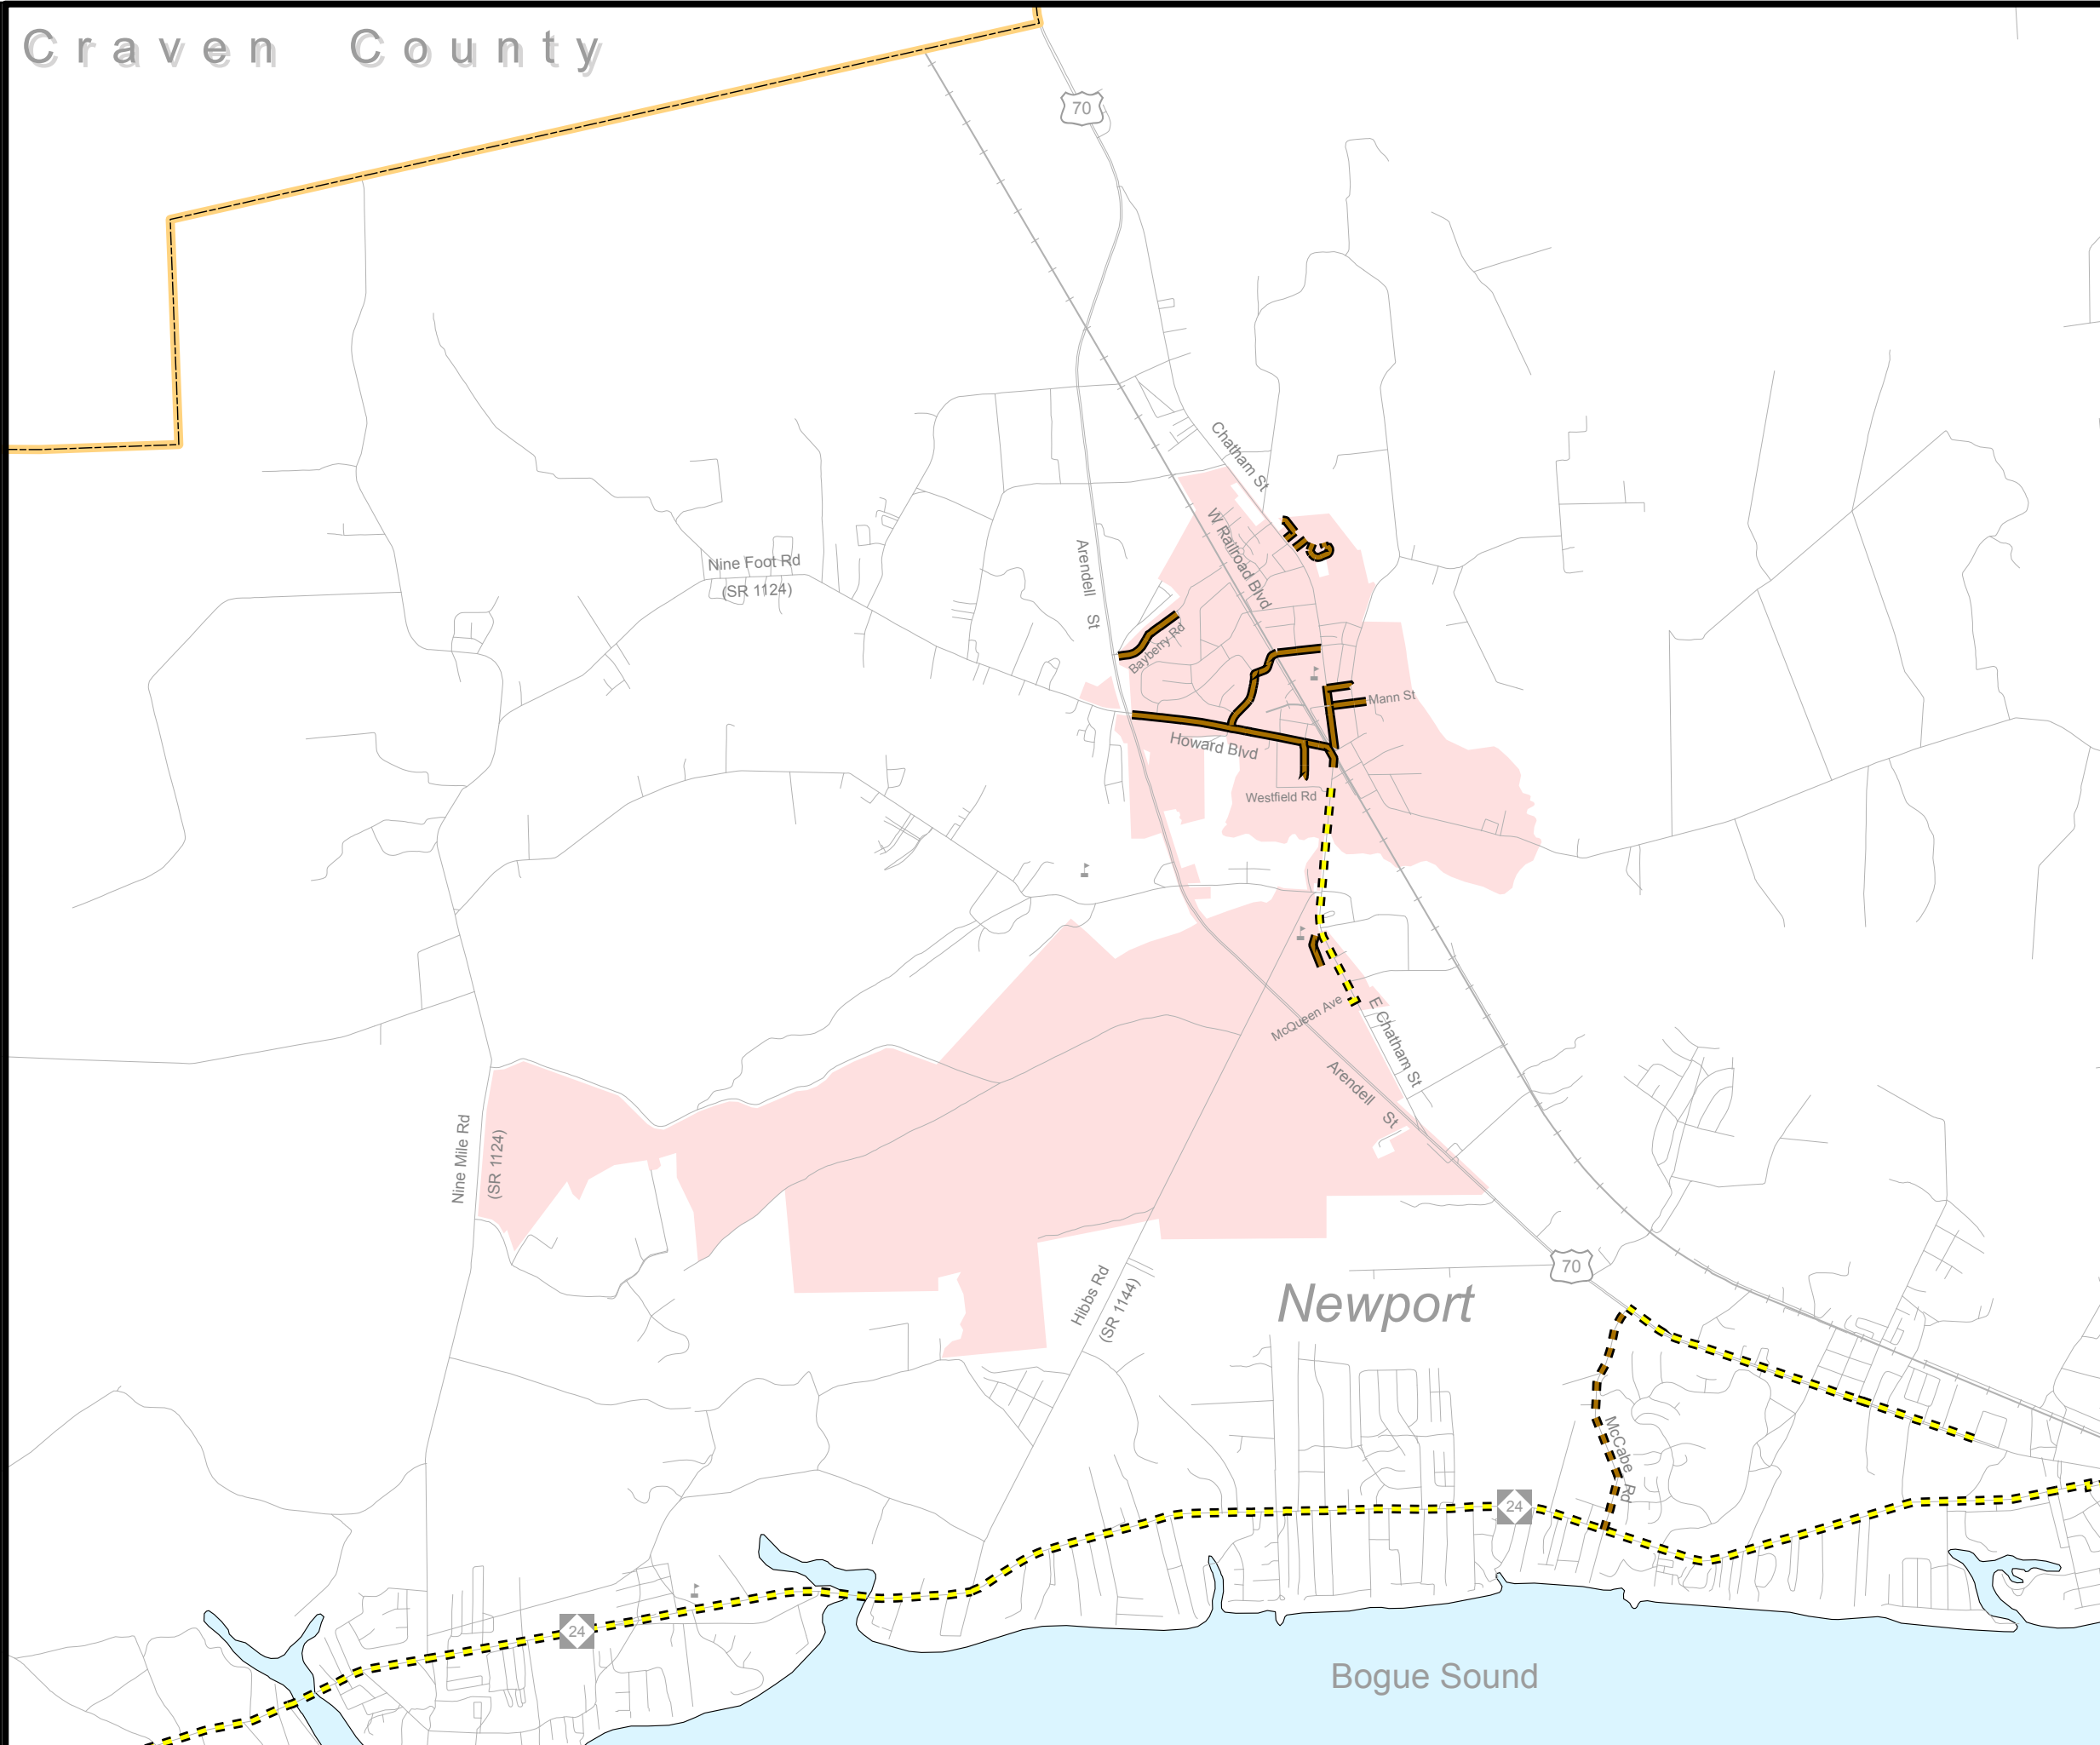 Craven County
70
Chatham St
W Railroad Blvd
Arendell St
Nine Foot Rd
(SR 1124)
Bayberry Rd
Mann St
Howard Blvd
Westfield Rd
McQueen Ave
E Chatham St
Arendell St
Nine Mile Rd
(SR 1124)
Hibbs Rd
(SR 1144)
70
Newport
McCabe Rd
24
24
Bogue Sound